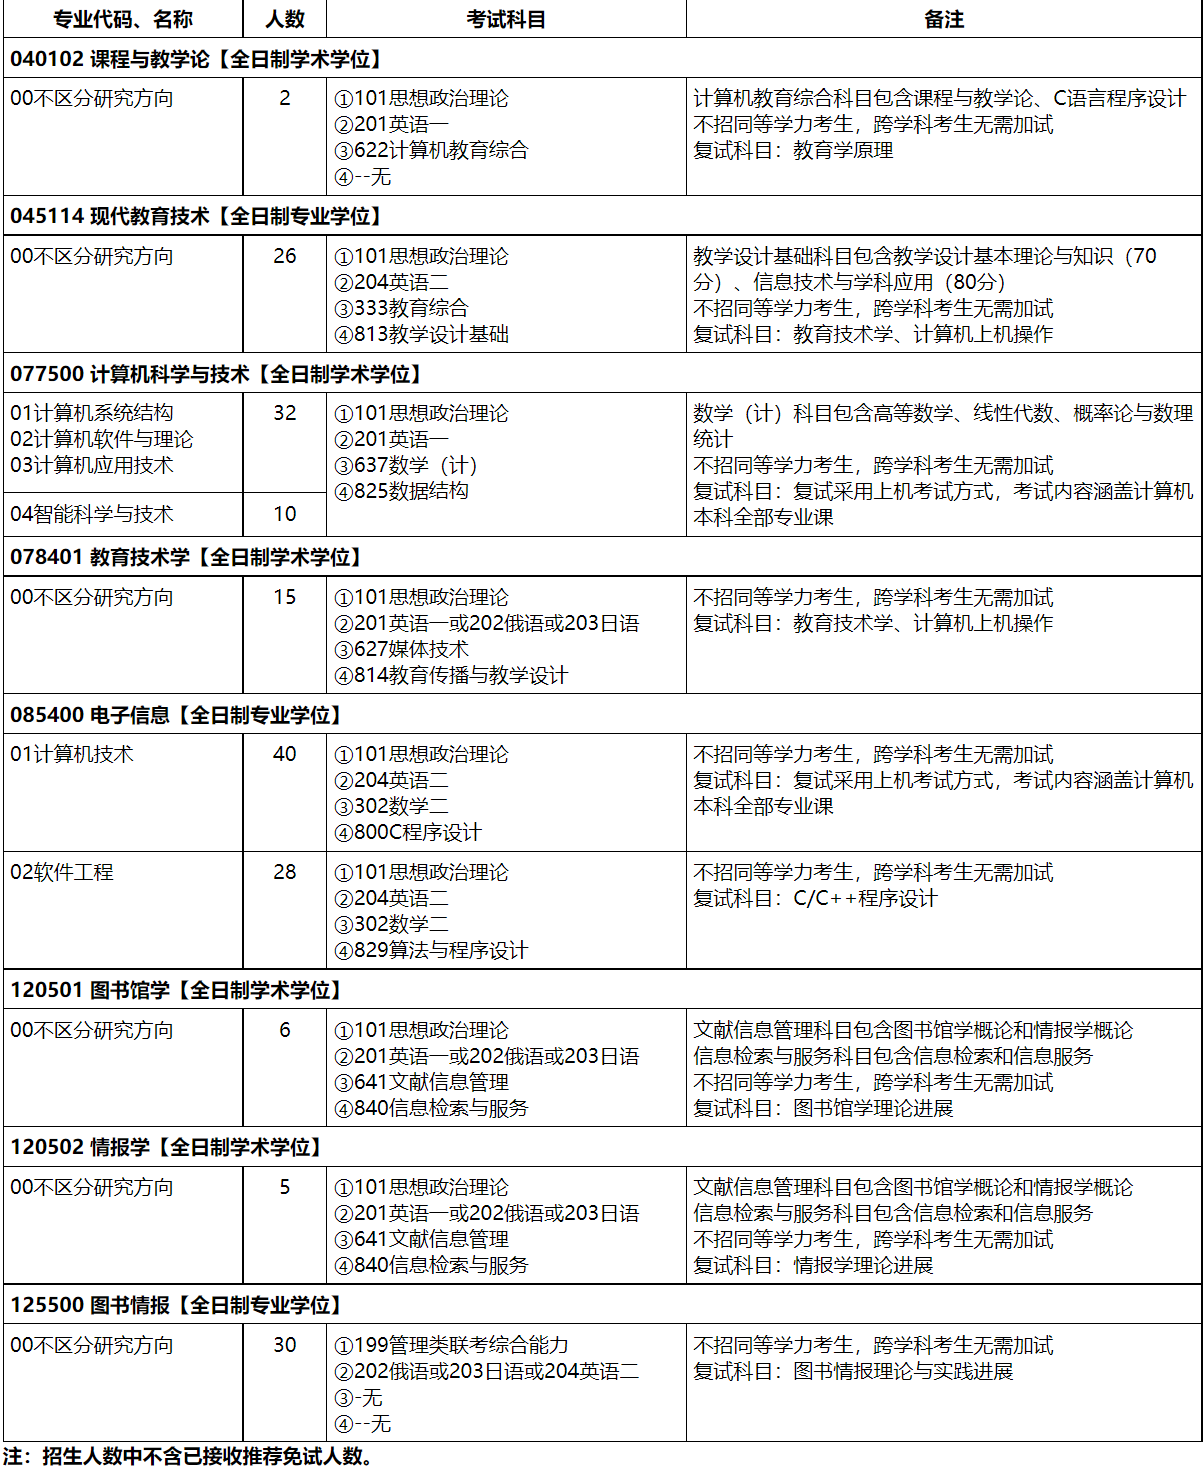 专业代码、名称 人数 考试科目 备注
040102 课程与教学论【全日制学术学位】
00不区分研究方向 2 ①101思想政治理论 计算机教育综合科目包含课程与教学论、C语言程序设计
②201英语一 不招同等学力考生，跨学科考生无需加试
③622计算机教育综合 复试科目：教育学原理
④--无
045114 现代教育技术【全日制专业学位】
00不区分研究方向 26 ①101思想政治理论 教学设计基础科目包含教学设计基本理论与知识（70
②204英语二 分）、信息技术与学科应用（80分）
③333教育综合 不招同等学力考生，跨学科考生无需加试
④813教学设计基础 复试科目：教育技术学、计算机上机操作
077500 计算机科学与技术【全日制学术学位】
01计算机系统结构 32 ①101思想政治理论 数学（计）科目包含高等数学、线性代数、概率论与数理
02计算机软件与理论 ②201英语一 统计
03计算机应用技术 ③637数学（计） 不招同等学力考生，跨学科考生无需加试
④825数据结构 复试科目：复试采用上机考试方式，考试内容涵盖计算机
04智能科学与技术 10 本科全部专业课
078401 教育技术学【全日制学术学位】
00不区分研究方向 15 ①101思想政治理论 不招同等学力考生，跨学科考生无需加试
②201英语一或202俄语或203日语 复试科目：教育技术学、计算机上机操作
③627媒体技术
④814教育传播与教学设计
085400 电子信息【全日制专业学位】
01计算机技术 40 ①101思想政治理论 不招同等学力考生，跨学科考生无需加试
②204英语二 复试科目：复试采用上机考试方式，考试内容涵盖计算机
③302数学二 本科全部专业课
④800C程序设计
02软件工程 28 ①101思想政治理论 不招同等学力考生，跨学科考生无需加试
②204英语二 复试科目：C/C++程序设计
③302数学二
④829算法与程序设计
120501 图书馆学【全日制学术学位】
00不区分研究方向 6 ①101思想政治理论 文献信息管理科目包含图书馆学概论和情报学概论
②201英语一或202俄语或203日语 信息检索与服务科目包含信息检索和信息服务
③641文献信息管理 不招同等学力考生，跨学科考生无需加试
④840信息检索与服务 复试科目：图书馆学理论进展
120502 情报学【全日制学术学位】
00不区分研究方向 5 ①101思想政治理论 文献信息管理科目包含图书馆学概论和情报学概论
②201英语一或202俄语或203日语 信息检索与服务科目包含信息检索和信息服务
③641文献信息管理 不招同等学力考生，跨学科考生无需加试
④840信息检索与服务 复试科目：情报学理论进展
125500 图书情报【全日制专业学位】
00不区分研究方向 30 ①199管理类联考综合能力 不招同等学力考生，跨学科考生无需加试
②202俄语或203日语或204英语二 复试科目：图书情报理论与实践进展
③-无
④--无
注：招生人数中不含已接收推荐免试人数。